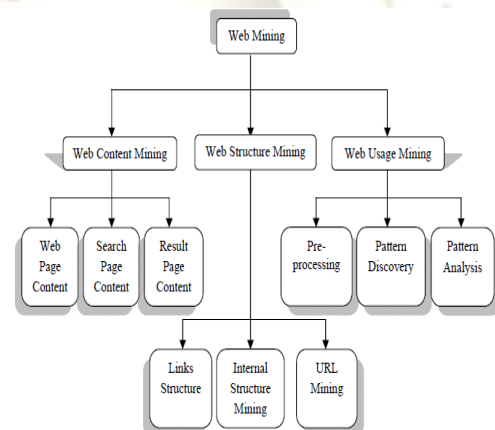 Web Mining
Web Content Mining
Web Structure Mining
Web Usage Mining
Web
Page
Content
Search
Page
Content
Result
Page
Content
Pre-
processing
Pattern
Discovery
Pattern
Analysis
Links
Structure
Internal
Structure
Mining
URL
Mining